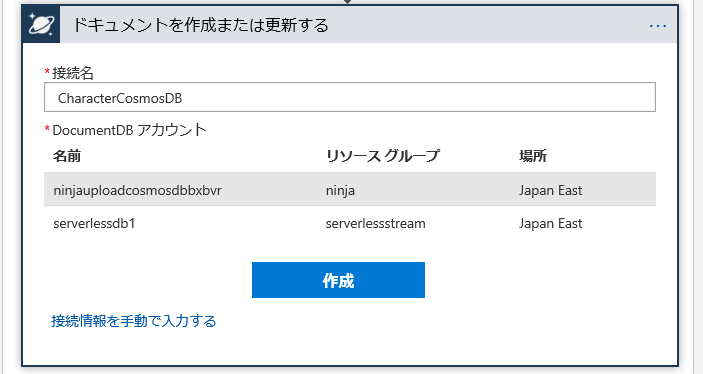 ドキュメントを作成または更新する
...
*接続名
CharacterCosmosDB
*DocumentDB アカウント
名前 リソース グループ 場所
ninjauploadcosmosdbbxbvr ninja Japan East
serverlessdb1 serverlessstream Japan East
作成
接続情報を手動で入力する